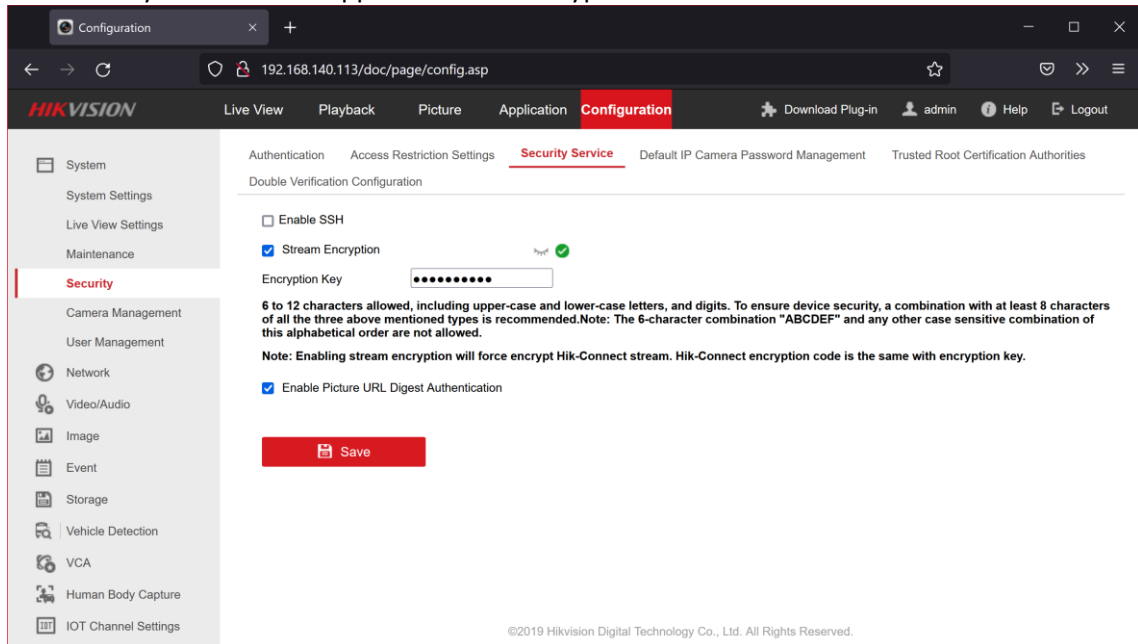 Configuration
192.168.140.113/doc/page/config.asp
HIKVISION Live View Playback Picture Application Configuration Download Plug-in admin Help Logout
Authentication Access Restriction Settings Security Service Default IP Camera Password Management Trusted Root Certification Authorities
Double Verification Configuration
System
System Settings
Live View Settings
Maintenance
Security
Camera Management
User Management
Network
Video/Audio
Image
Event
Storage
Vehicle Detection
VCA
Human Body Capture
IOT IOT Channel Settings
Enable SSH
Stream Encryption
Encryption Key ••••••••••
6 to 12 characters allowed, including upper-case and lower-case letters, and digits. To ensure device security, a combination with at least 8 characters
of all the three above mentioned types is recommended.Note: The 6-character combination "ABCDEF" and any other case sensitive combination of
this alphabetical order are not allowed.
Note: Enabling stream encryption will force encrypt Hik-Connect stream. Hik-Connect encryption code is the same with encryption key.
Enable Picture URL Digest Authentication
Save
©2019 Hikvision Digital Technology Co., Ltd. All Rights Reserved.